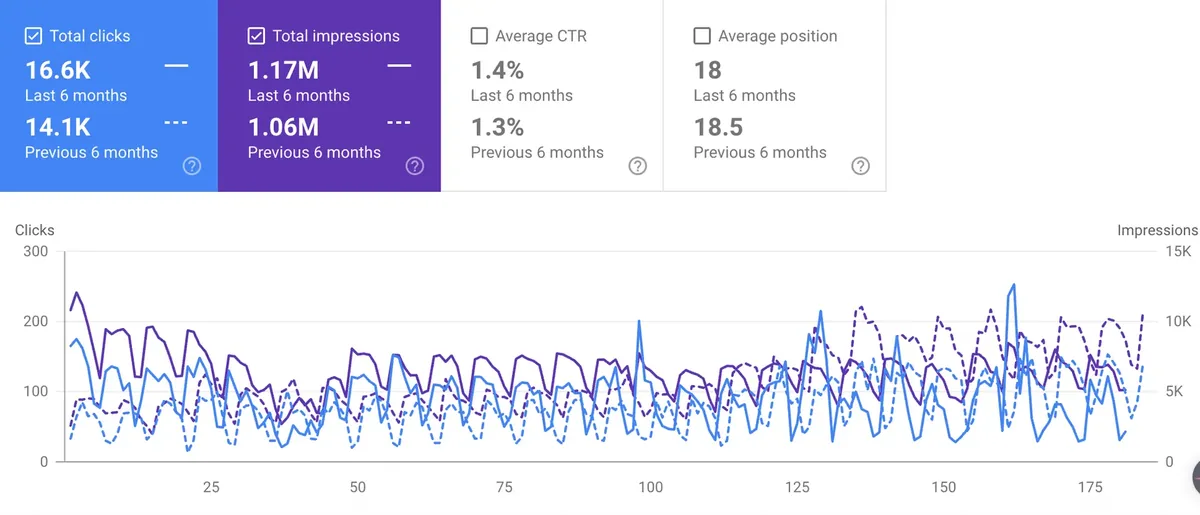 Total clicks
16.6K
Last 6 months
14.1K
Previous 6 months
Total impressions
1.17M
Last 6 months
1.06M
Previous 6 months
Average CTR
1.4%
Last 6 months
1.3%
Previous 6 months
Average position
18
Last 6 months
18.5
Previous 6 months
Clicks
Impressions
300
15K
200
10K
100
5K
0
0
25
50
75
100
125
150
175